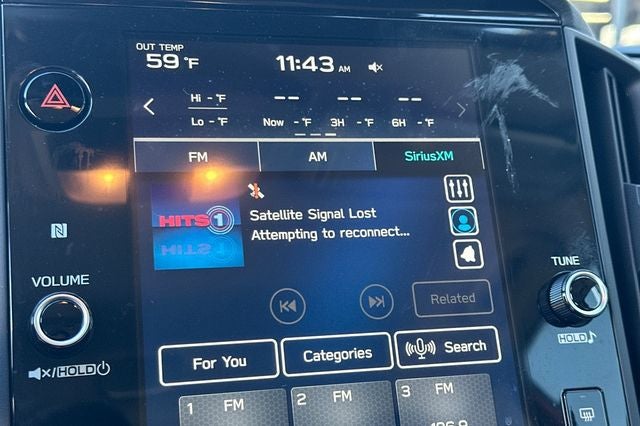 OUT TEMP
59 °F
11:43 AM
Hi - °F
Lo - °F
-- -- --
Now - °F 3H - °F 6H - °F
FM AM SiriusXM
HITS 1
Satellite Signal Lost
Attempting to reconnect...
N
VOLUME
TUNE
HOLD
Related
HOLD
For You Categories Search
1 FM 2 FM 3 FM